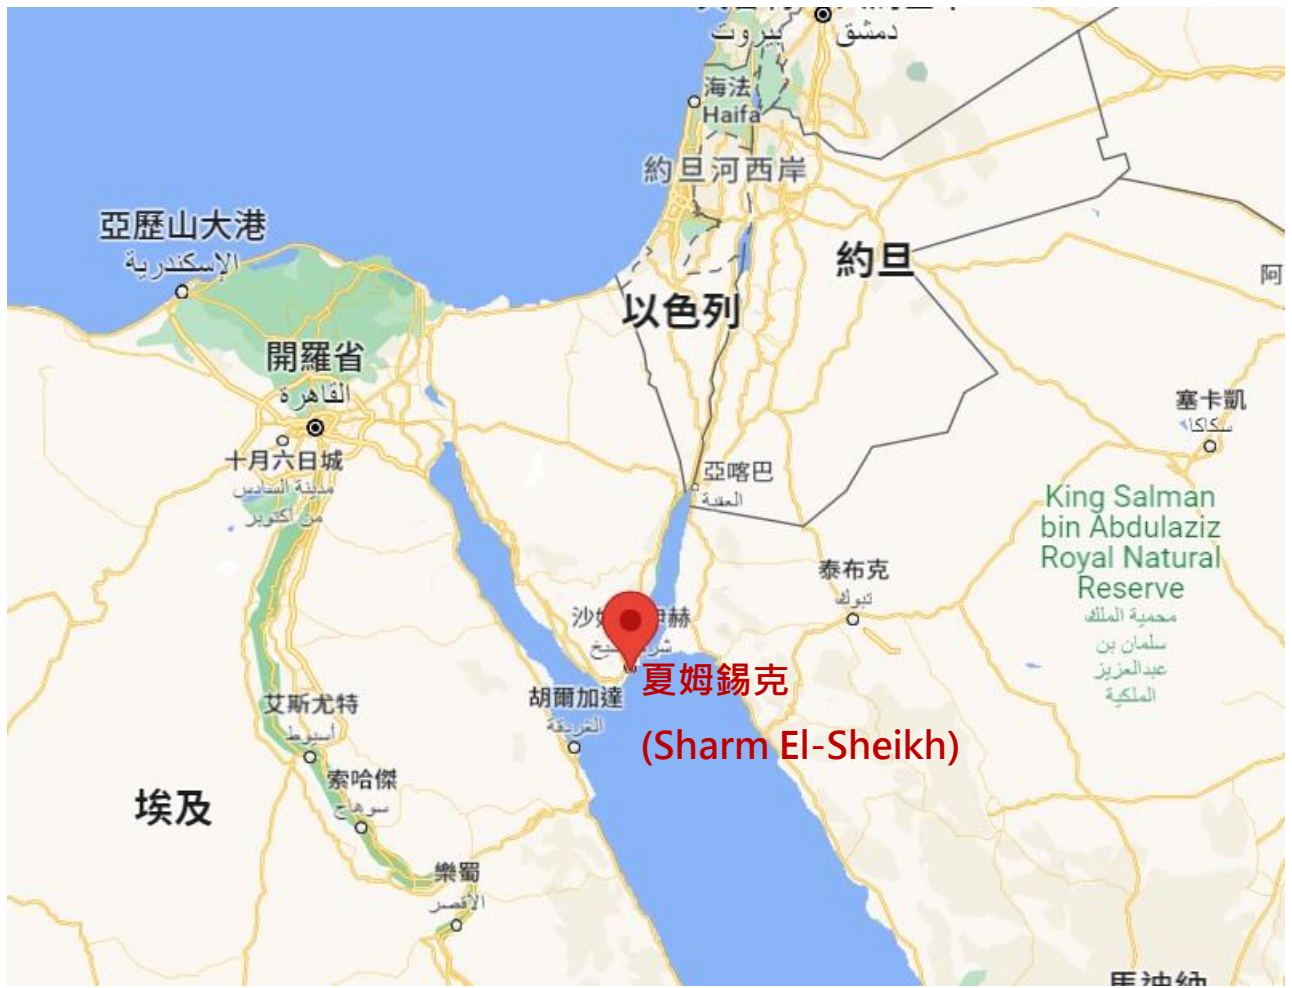 بيروت
دمشق
海法
Haifa
約旦河西岸
亞歷山大港
الإسكندرية
約旦
阿
以色列
開羅省
القاهرة
塞卡凱
سكاكا
十月六日城
مدينة السادس
من أكتوبر
亞喀巴
العقبة
King Salman
bin Abdulaziz
Royal Natural
Reserve
محمية الملك
سلمان بن
عبدالعزيز
الملكية
泰布克
تبوك
夏姆錫克
(Sharm El-Sheikh)
胡爾加達
الغردقة
艾斯尤特
أسيوط
索哈傑
سوهاج
埃及
樂蜀
الأقصر